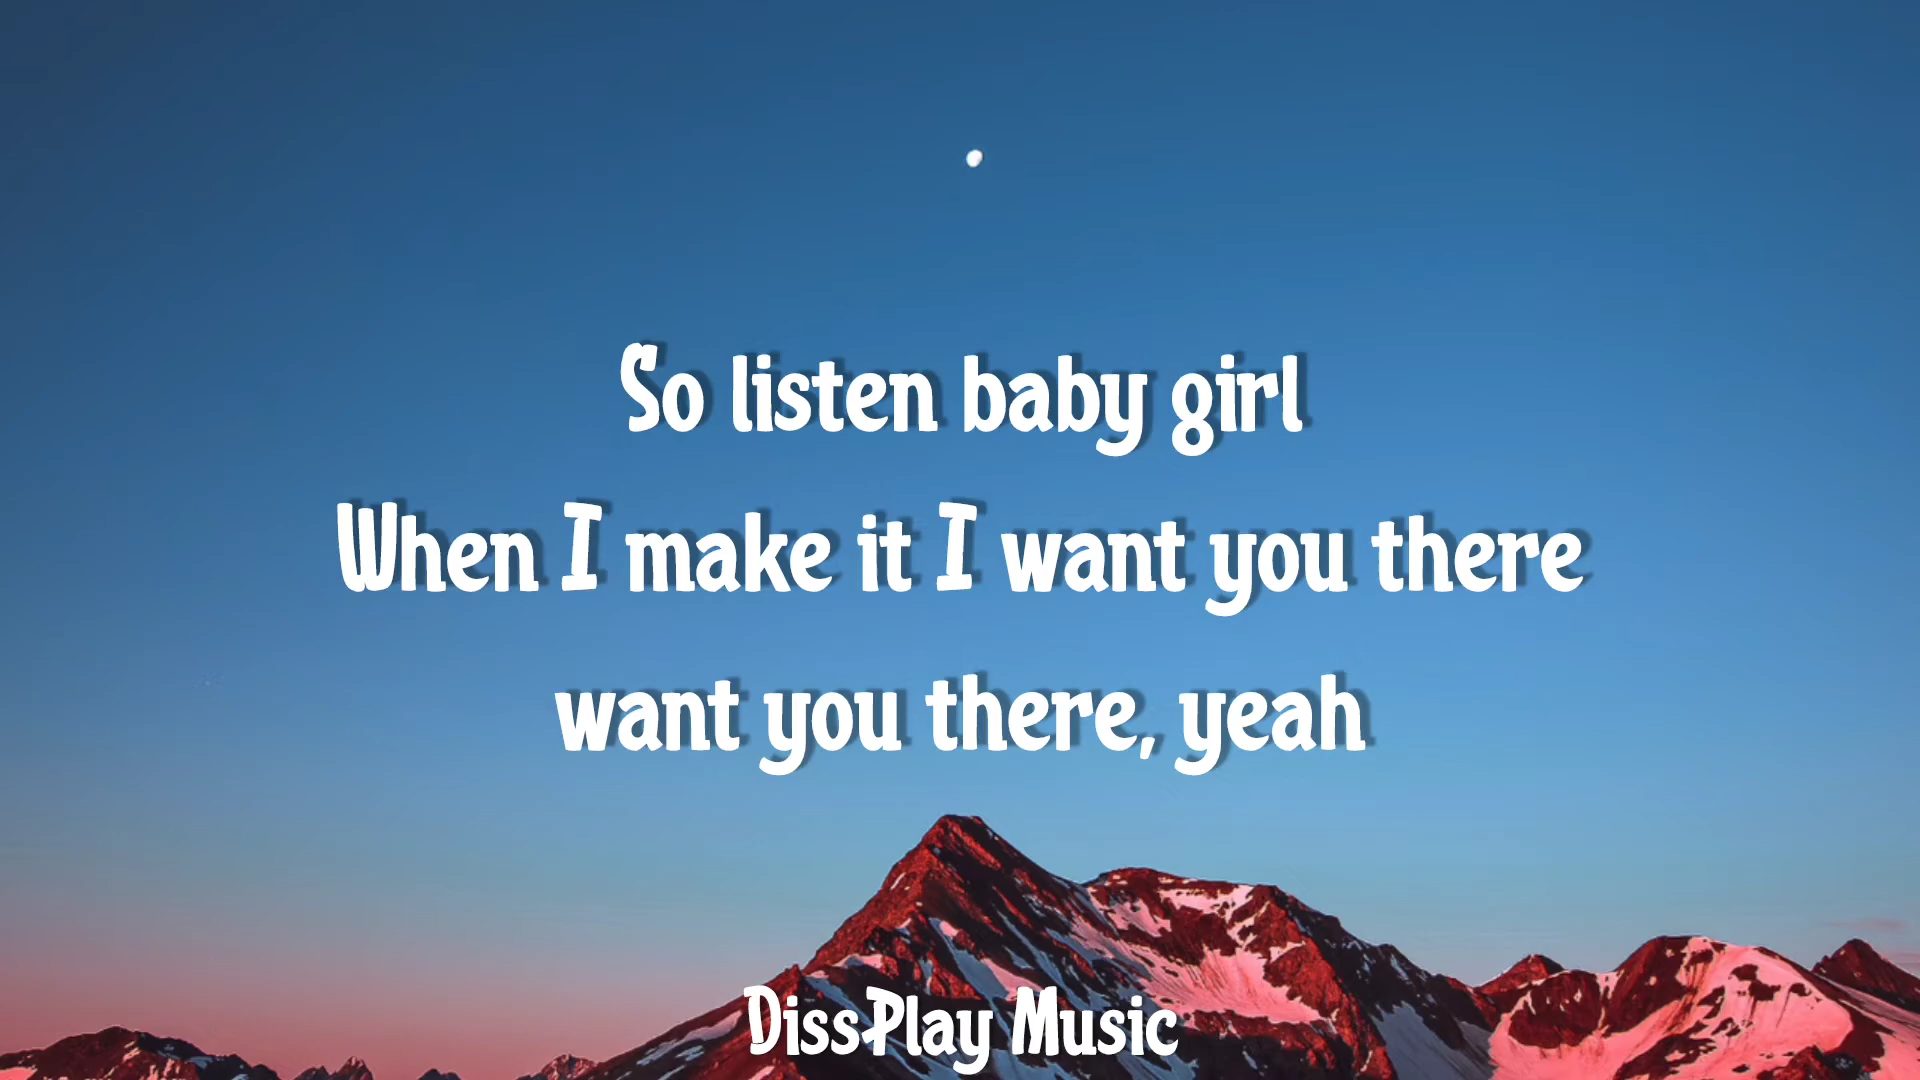 So listen baby girl
When I make it I want you there
want you there, yeah
DissPlay Music